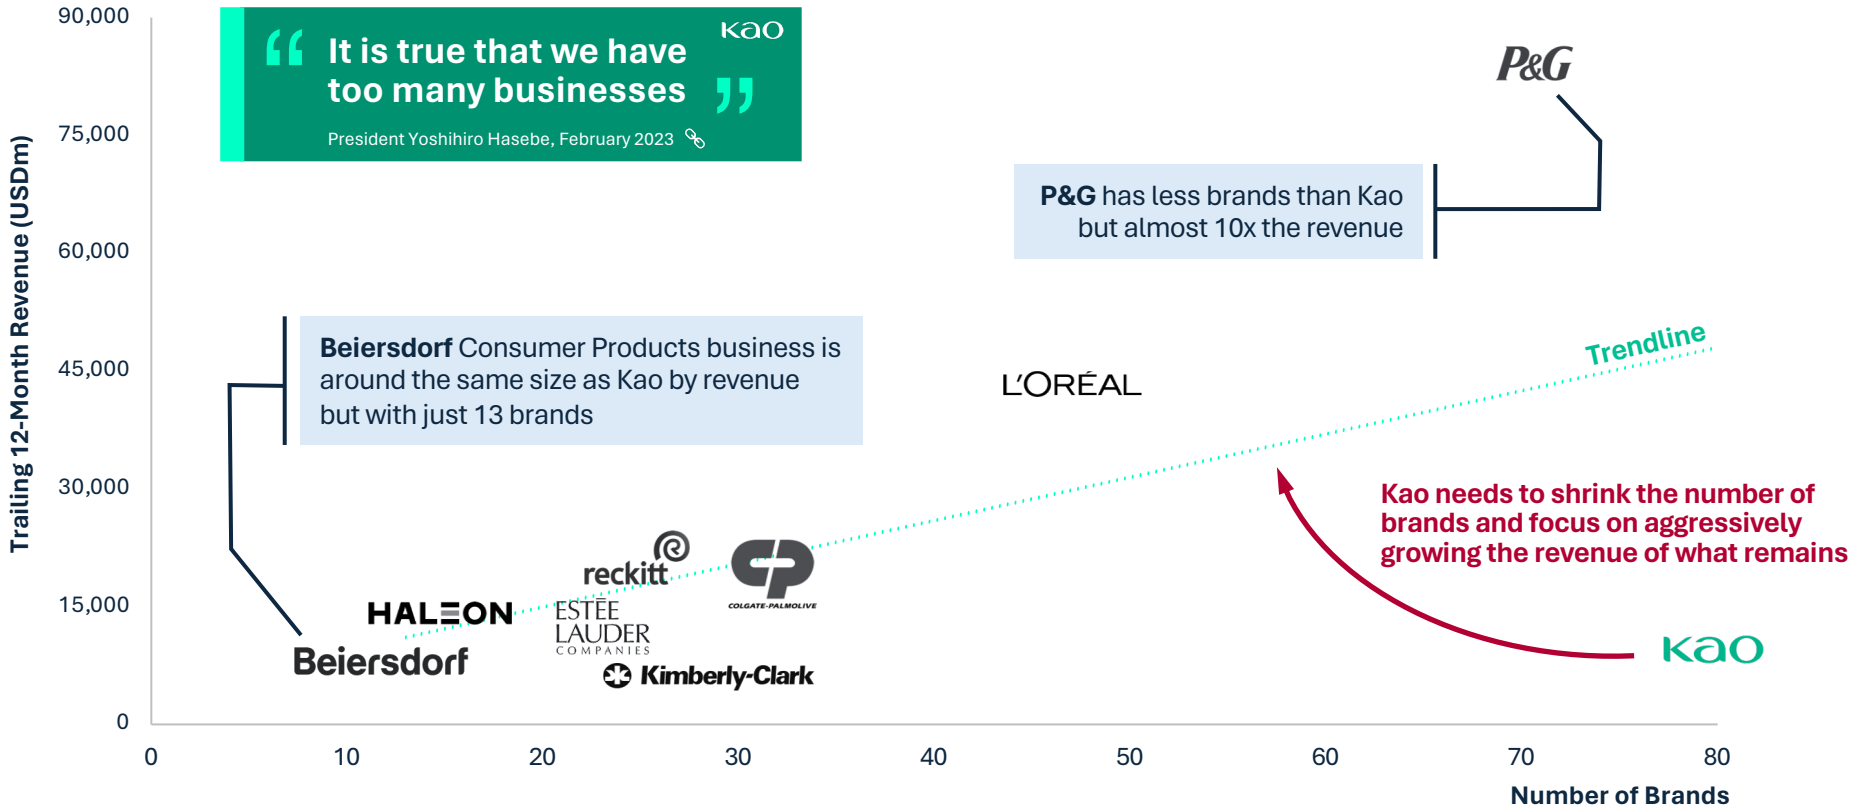 90,000
75,000
60,000
45,000
30,000
15,000
0
Trailing 12-Month Revenue (USDm)
“ It is true that we have
too many businesses ”
Kao
President Yoshihiro Hasebe, February 2023
P&G
P&G has less brands than Kao
but almost 10x the revenue
Beiersdorf Consumer Products business is
around the same size as Kao by revenue
but with just 13 brands
Trendline
L'ORÉAL
Kao needs to shrink the number of
brands and focus on aggressively
growing the revenue of what remains
reckitt
CP
COLGATE-PALMOLIVE
HALEON
ESTĒE
LAUDER
COMPANIES
Beiersdorf
Kimberly-Clark
Kao
0
10
20
30
40
50
60
70
80
Number of Brands